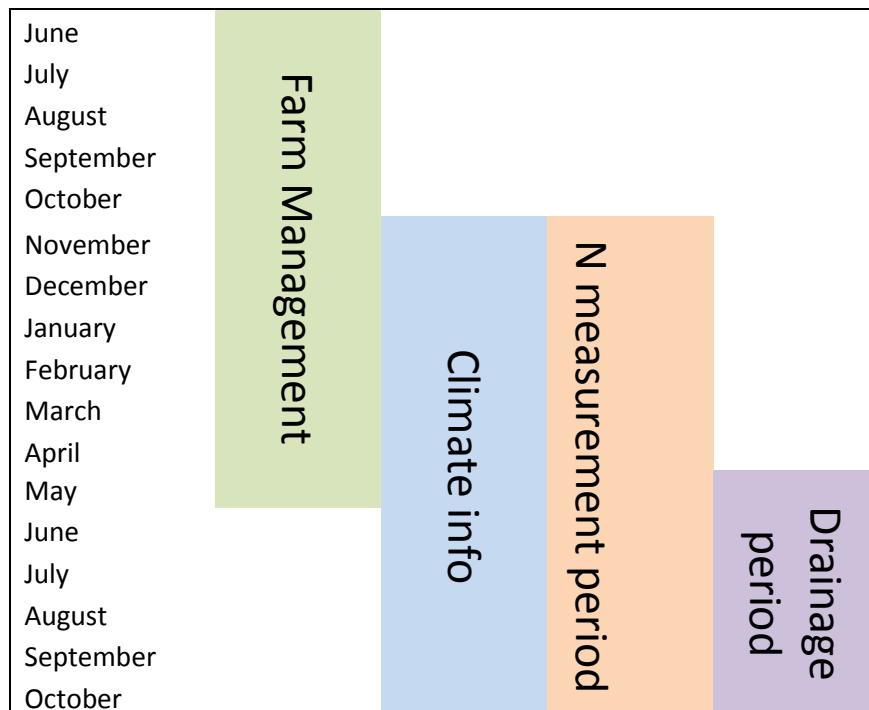 June
July
August
September
October
November
December
January
February
March
April
May
June
July
August
September
October
Farm Management
Climate info
N measurement period
Drainage
period